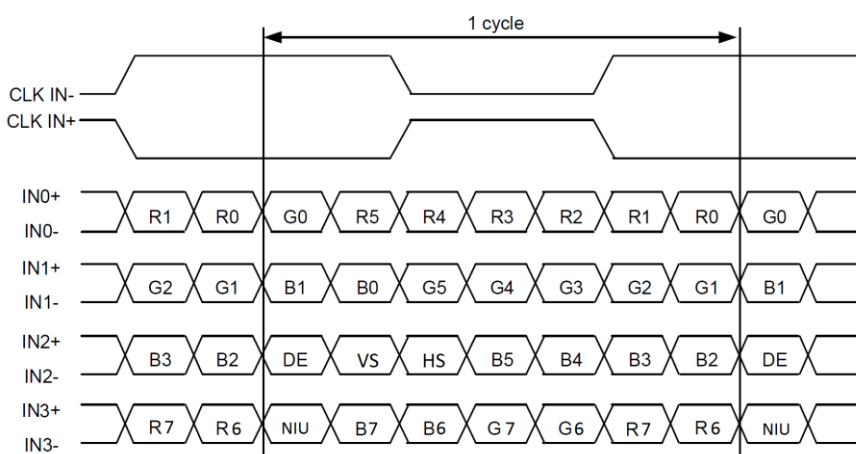 1 cycle
CLK IN-
CLK IN+
IN0+
R1 R0 G0 R5 R4 R3 R2 R1 R0 G0
IN0-
IN1+
G2 G1 B1 B0 G5 G4 G3 G2 G1 B1
IN1-
IN2+
B3 B2 DE VS HS B5 B4 B3 B2 DE
IN2-
IN3+
R7 R6 NIU B7 B6 G7 G6 R7 R6 NIU
IN3-